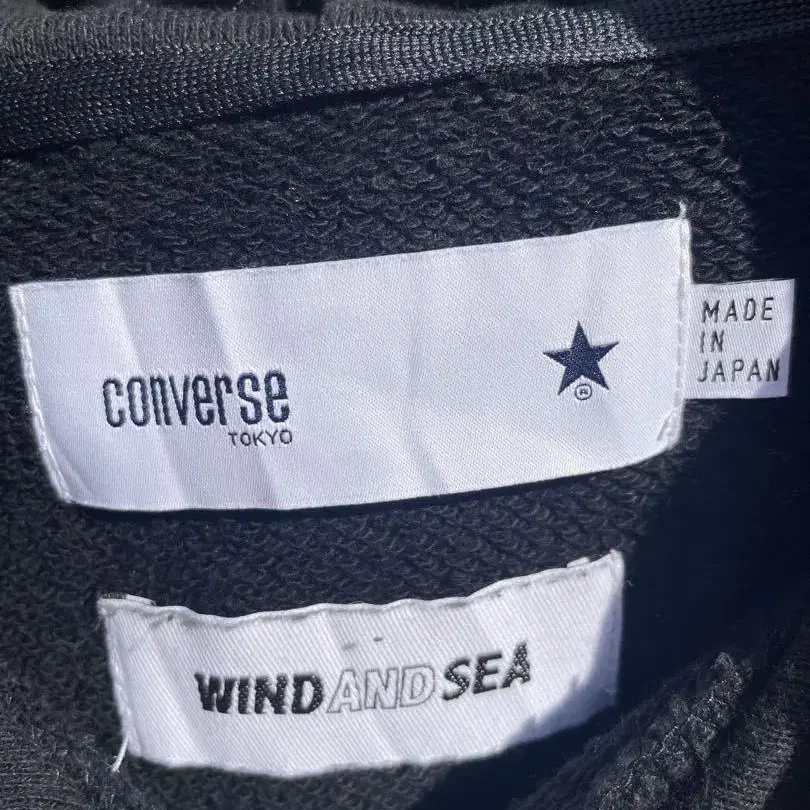 converse
TOKYO
®
MADE
IN
JAPAN
WINDANDSEA